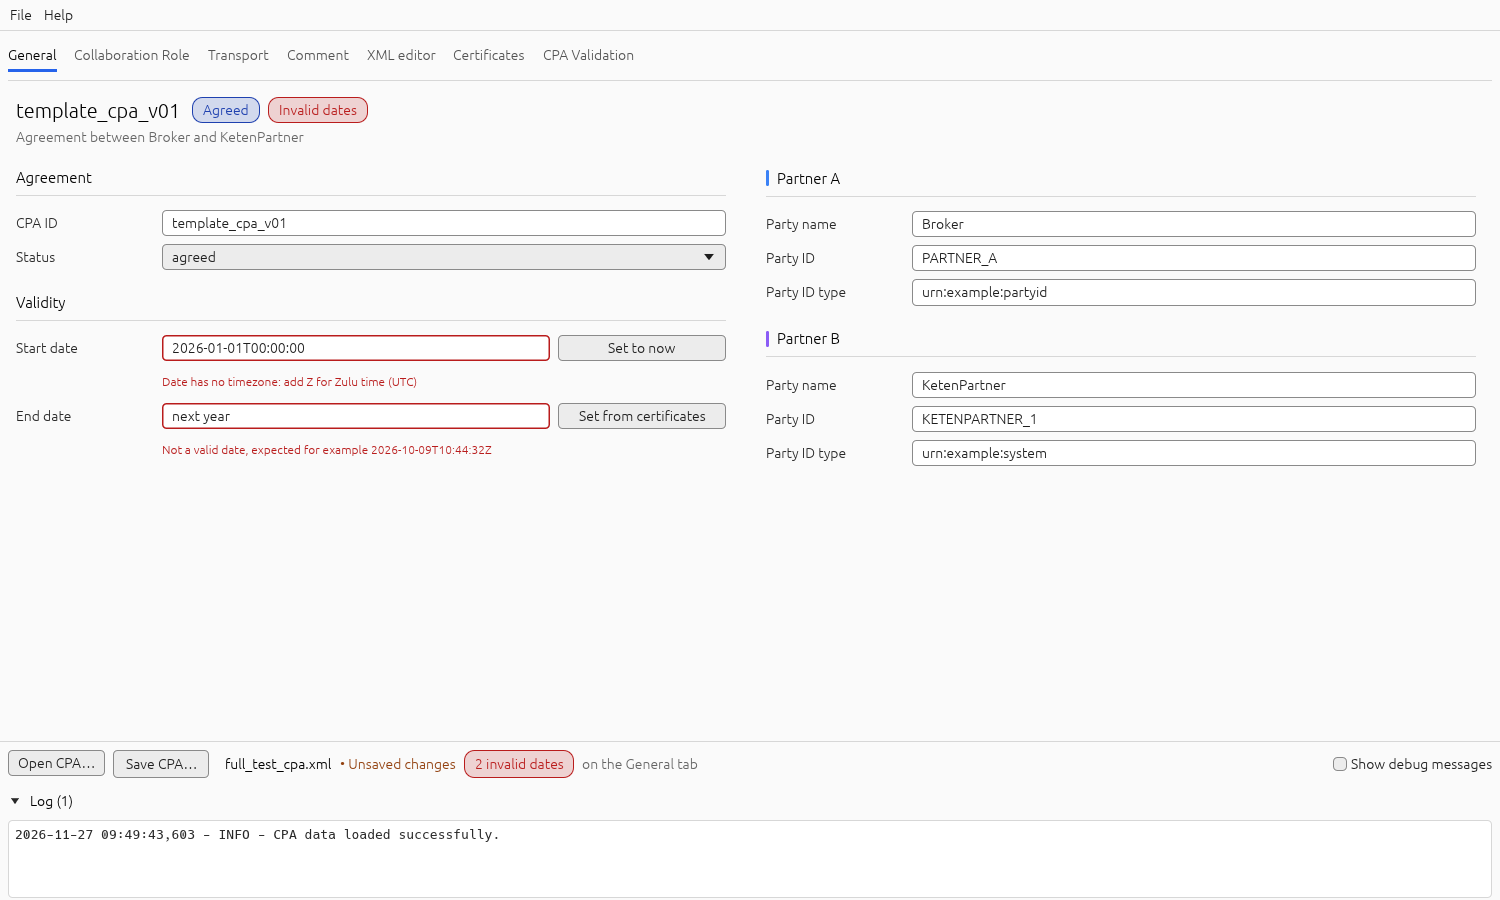 File Help
General Collaboration Role Transport Comment XML editor Certificates CPA Validation
template_cpa_v01 Agreed Invalid dates
Agreement between Broker and KetenPartner
Agreement
CPA ID template_cpa_v01
Status agreed
Validity
Start date 2026-01-01T00:00:00 Set to now
Date has no timezone: add Z for Zulu time (UTC)
End date next year Set from certificates
Not a valid date, expected for example 2026-10-09T10:44:32Z
Partner A
Party name Broker
Party ID PARTNER_A
Party ID type urn:example:partyid
Partner B
Party name KetenPartner
Party ID KETENPARTNER_1
Party ID type urn:example:system
Open CPA... Save CPA... full_test_cpa.xml • Unsaved changes 2 invalid dates on the General tab Show debug messages
Log (1)
2026-11-27 09:49:43,603 - INFO - CPA data loaded successfully.